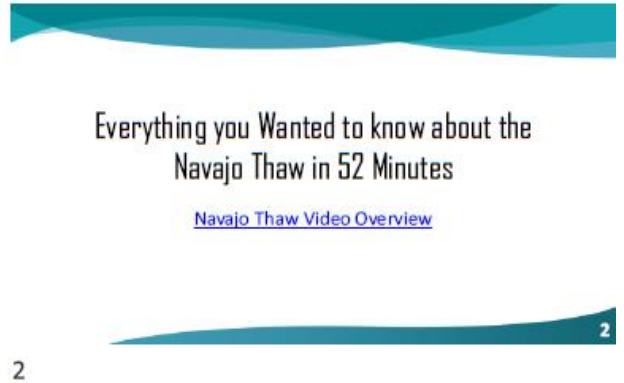 Everything you Wanted to know about the
Navajo Thaw in 52 Minutes
Navajo Thaw Video Overview
2
2